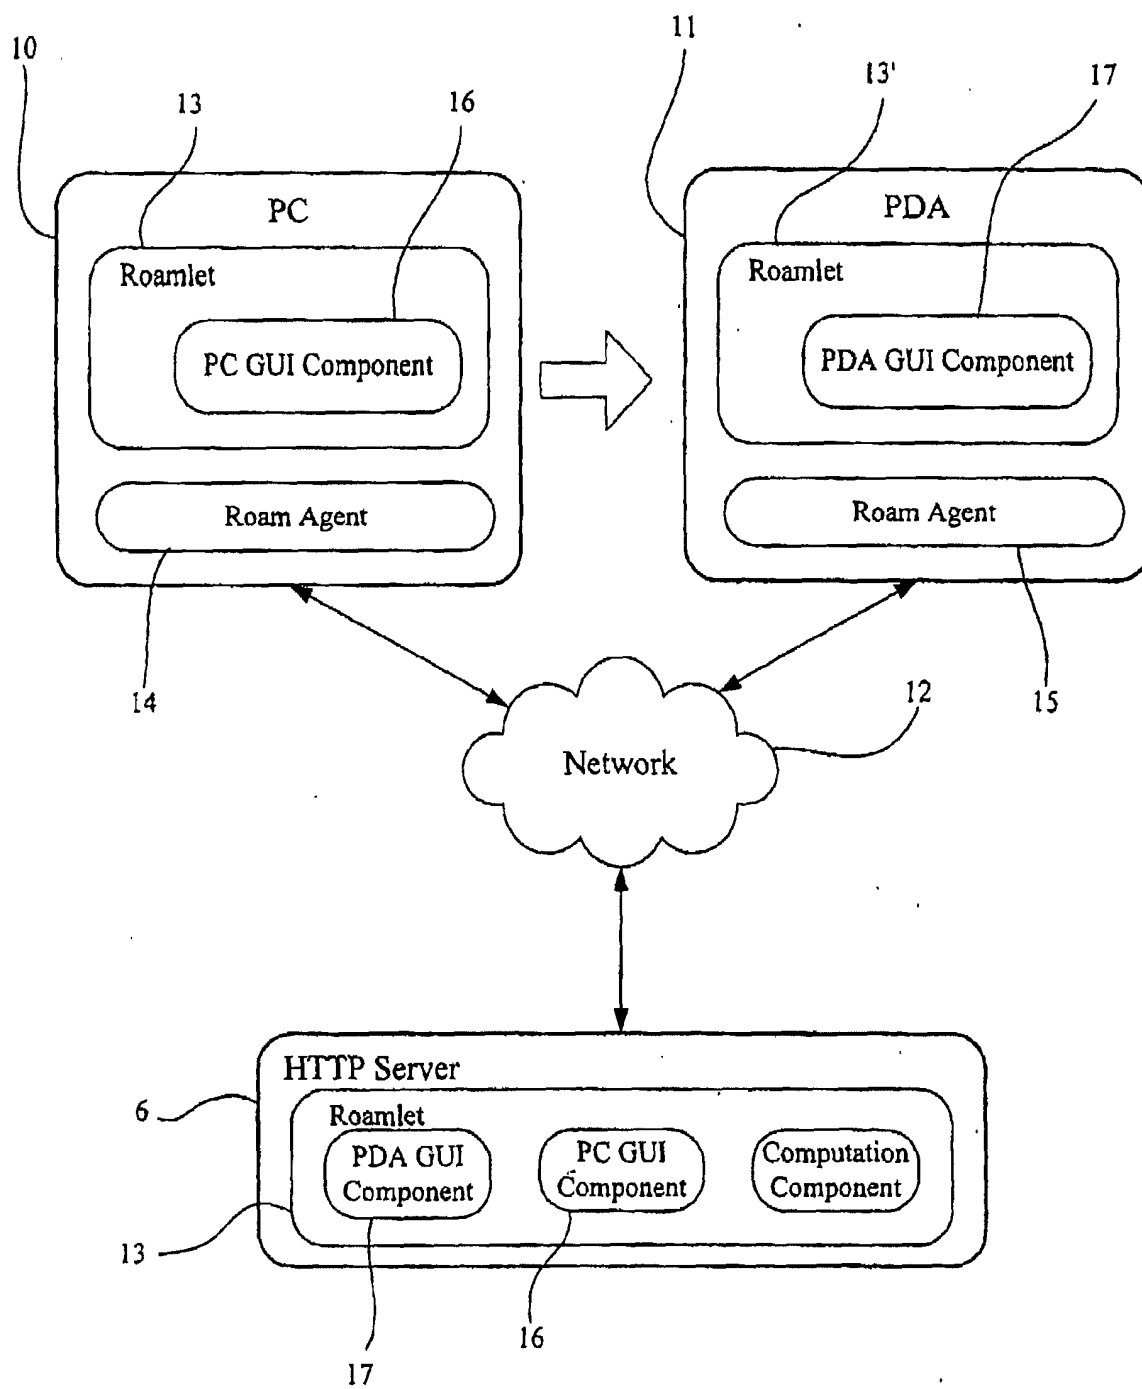 10
11
13
16
13'
17
PC
PDA
Roamlet
Roamlet
PC GUI Component
PDA GUI Component
Roam Agent
Roam Agent
14
12
15
Network
HTTP Server
6
Roamlet
PDA GUI
Component
PC GUI
Component
Computation
Component
13
16
17